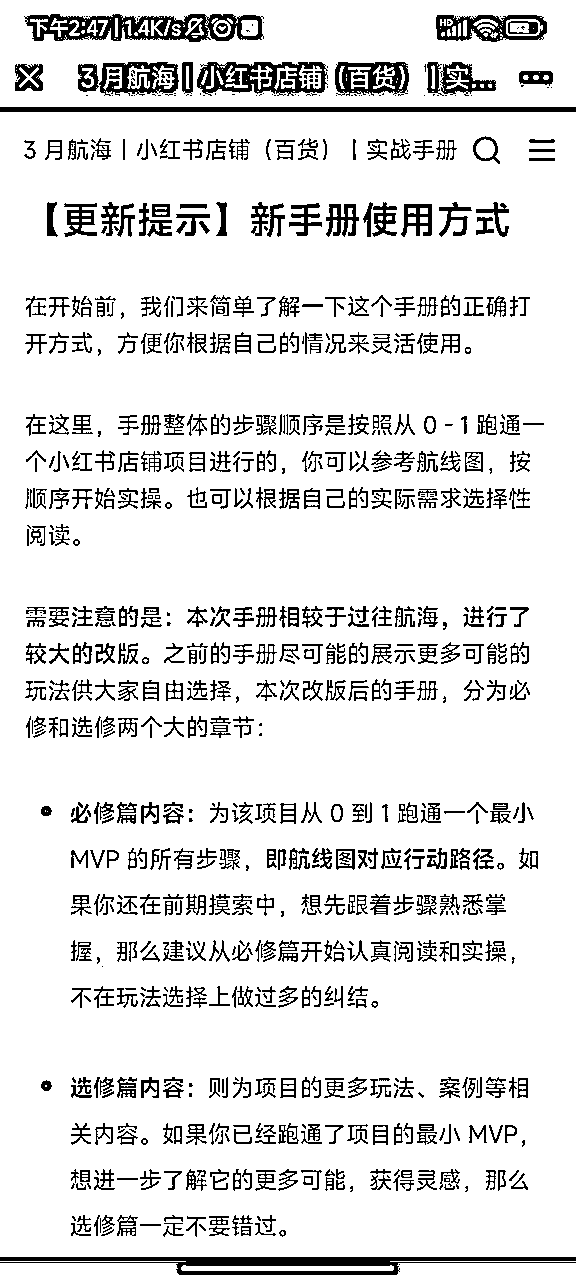 下午2:47|1.4K/s
3 月航海丨小红书店铺（百货）丨实...
3 月航海丨小红书店铺（百货）丨实战手册
【更新提示】新手册使用方式
在开始前，我们来简单了解一下这个手册的正确打
开方式，方便你根据自己的情况来灵活使用。
在这里，手册整体的步骤顺序是按照从 0 - 1 跑通一
个小红书店铺项目进行的，你可以参考航线图，按
顺序开始实操。也可以根据自己的实际需求选择性
阅读。
需要注意的是：本次手册相较于过往航海，进行了
较大的改版。之前的手册尽可能的展示更多可能的
玩法供大家自由选择，本次改版后的手册，分为必
修和选修两个大的章节：
必修篇内容：为该项目从 0 到 1 跑通一个最小
MVP 的所有步骤，即航线图对应行动路径。如
果你还在前期摸索中，想先跟着步骤熟悉掌
握，那么建议从必修篇开始认真阅读和实操，
不在玩法选择上做过多的纠结。
选修篇内容：则为项目的更多玩法、案例等相
关内容。如果你已经跑通了项目的最小 MVP，
想进一步了解它的更多可能，获得灵感，那么
选修篇一定不要错过。